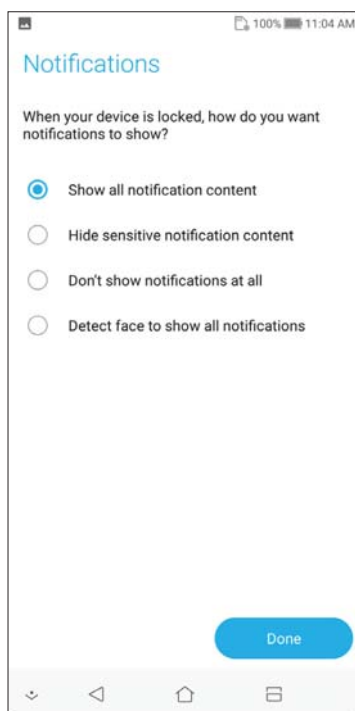 100% 11:04 AM
Notifications
When your device is locked, how do you want
notifications to show?
Show all notification content
Hide sensitive notification content
Don't show notifications at all
Detect face to show all notifications
Done